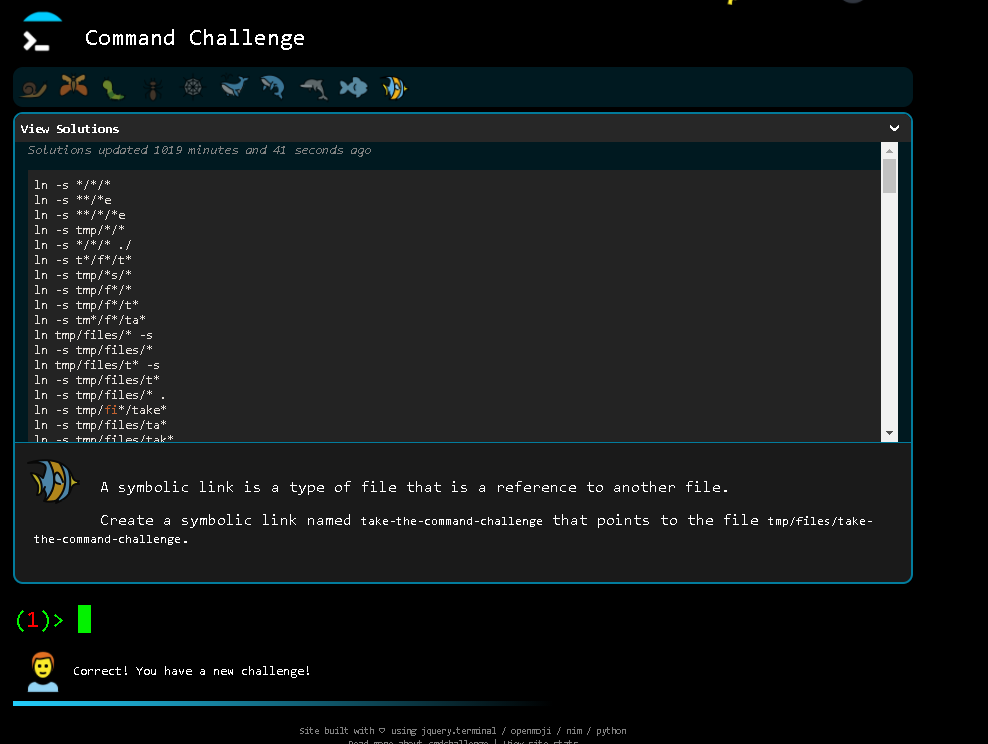 Command Challenge
View Solutions
Solutions updated 1019 minutes and 41 seconds ago
ln -s */*/*
ln -s **/*e
ln -s **/*/*e
ln -s tmp/*/*
ln -s */*/* ./
ln -s t*/f*/t*
ln -s tmp/*s/*
ln -s tmp/f*/*
ln -s tmp/f*/t*
ln -s tm*/f*/ta*
ln tmp/files/* -s
ln -s tmp/files/*
ln tmp/files/t* -s
ln -s tmp/files/t*
ln -s tmp/files/* .
ln -s tmp/fi*/take*
ln -s tmp/files/ta*
ln -s tmp/files/tak*
A symbolic link is a type of file that is a reference to another file.
Create a symbolic link named take-the-command-challenge that points to the file tmp/files/take-
the-command-challenge.
(1)>
Correct! You have a new challenge!
Site built with ♡ using jquery.terminal / openmoji / nim / python
Read more about cmdchallenge | View site stats